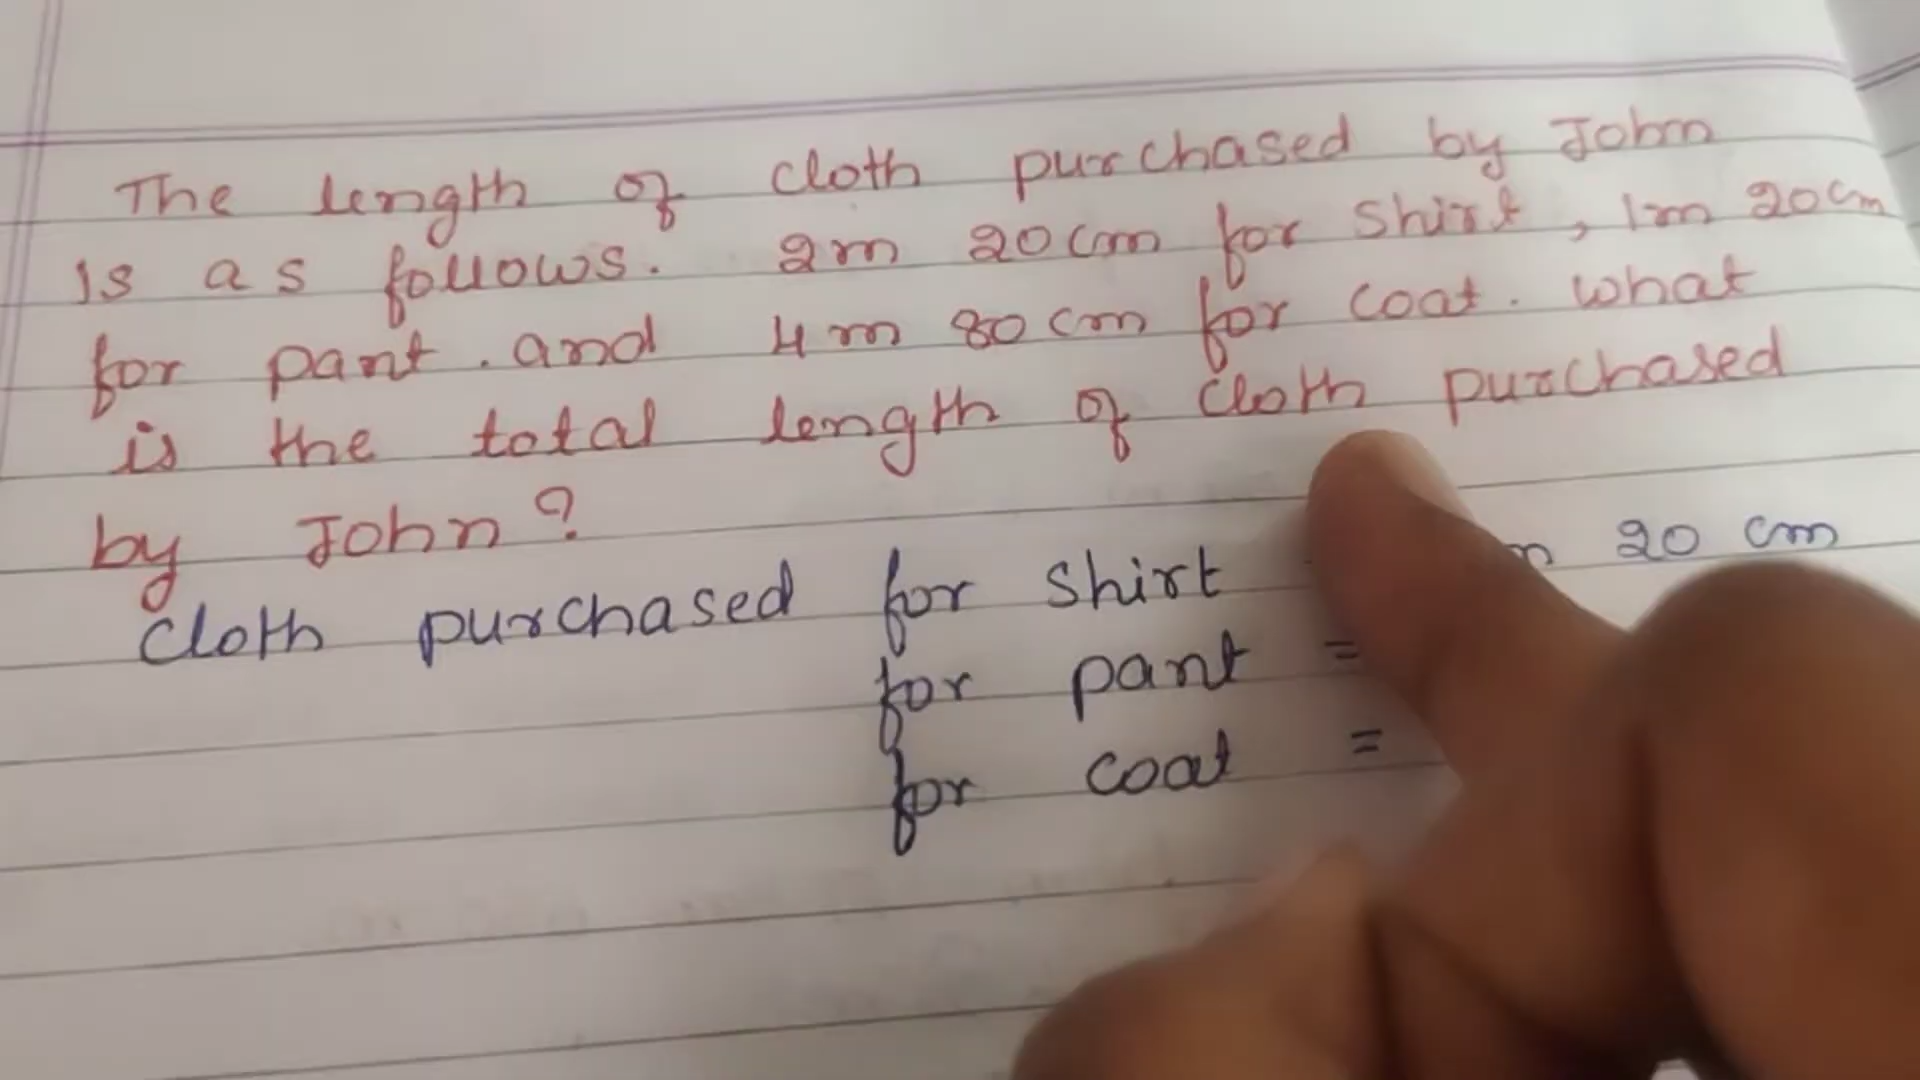 The length of cloth purchased by John
is as follows. 2m 20cm for shirt, 1m 20cm
for pant. and 4m 80cm for coat. what
is the total length of cloth purchased
by John?
cloth purchased for shirt m 20 cm
for pant =
for coat =